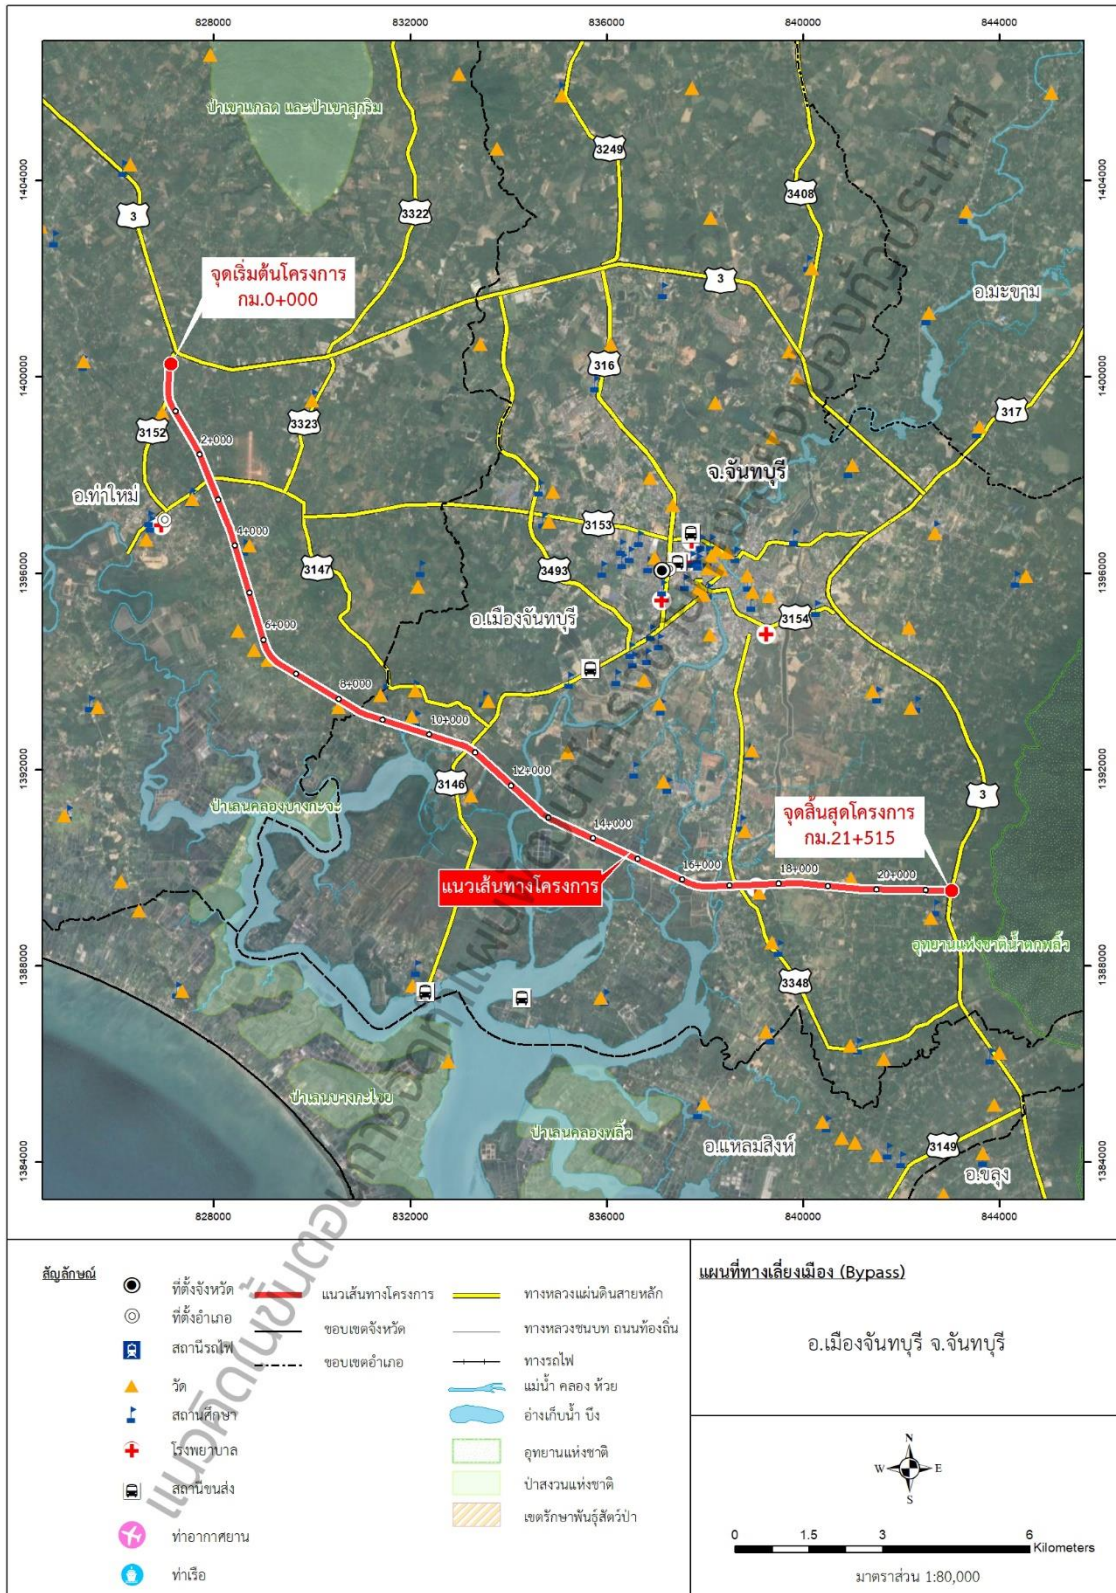 828000
832000
836000
840000
844000
ป่าเขาแกลด และป่าเขาสุกริม
3249
1404000
1404000
3408
3322
3
จุดเริ่มต้นโครงการ
กม.0+000
3
อ.มะขาม
1400000
1400000
316
317
3323
3152
2+000
จ.จันทบุรี
อ.ท่าใหม่
3153
4+000
3147
3493
1396000
1396000
อ.เมืองจันทบุรี
3154
6+000
8+000
10+000
12+000
1392000
1392000
3146
3
ป่าเลนคลองบางกะจะ
จุดสิ้นสุดโครงการ
กม.21+515
14+000
16+000
18+000
20+000
แนวเส้นทางโครงการ
อุทยานแห่งชาติน้ำตกพลิ้ว
1388000
1388000
3348
ป่าเลนบางกะไชย
ป่าเลนคลองพลิ้ว
อ.แหลมสิงห์
3149
อ.ขลุง
1384000
1384000
828000
832000
836000
840000
844000
สัญลักษณ์
ที่ตั้งจังหวัด
ที่ตั้งอำเภอ
สถานีรถไฟ
วัด
สถานศึกษา
โรงพยาบาล
สถานีขนส่ง
ท่าอากาศยาน
ท่าเรือ
แนวเส้นทางโครงการ
ขอบเขตจังหวัด
ขอบเขตอำเภอ
ทางหลวงแผ่นดินสายหลัก
ทางหลวงชนบท ถนนท้องถิ่น
ทางรถไฟ
แม่น้ำ คลอง ห้วย
อ่างเก็บน้ำ บึง
อุทยานแห่งชาติ
ป่าสงวนแห่งชาติ
เขตรักษาพันธุ์สัตว์ป่า
แผนที่ทางเลี่ยงเมือง (Bypass)
อ.เมืองจันทบุรี จ.จันทบุรี
N
W
E
S
0
1.5
3
6
Kilometers
มาตราส่วน 1:80,000